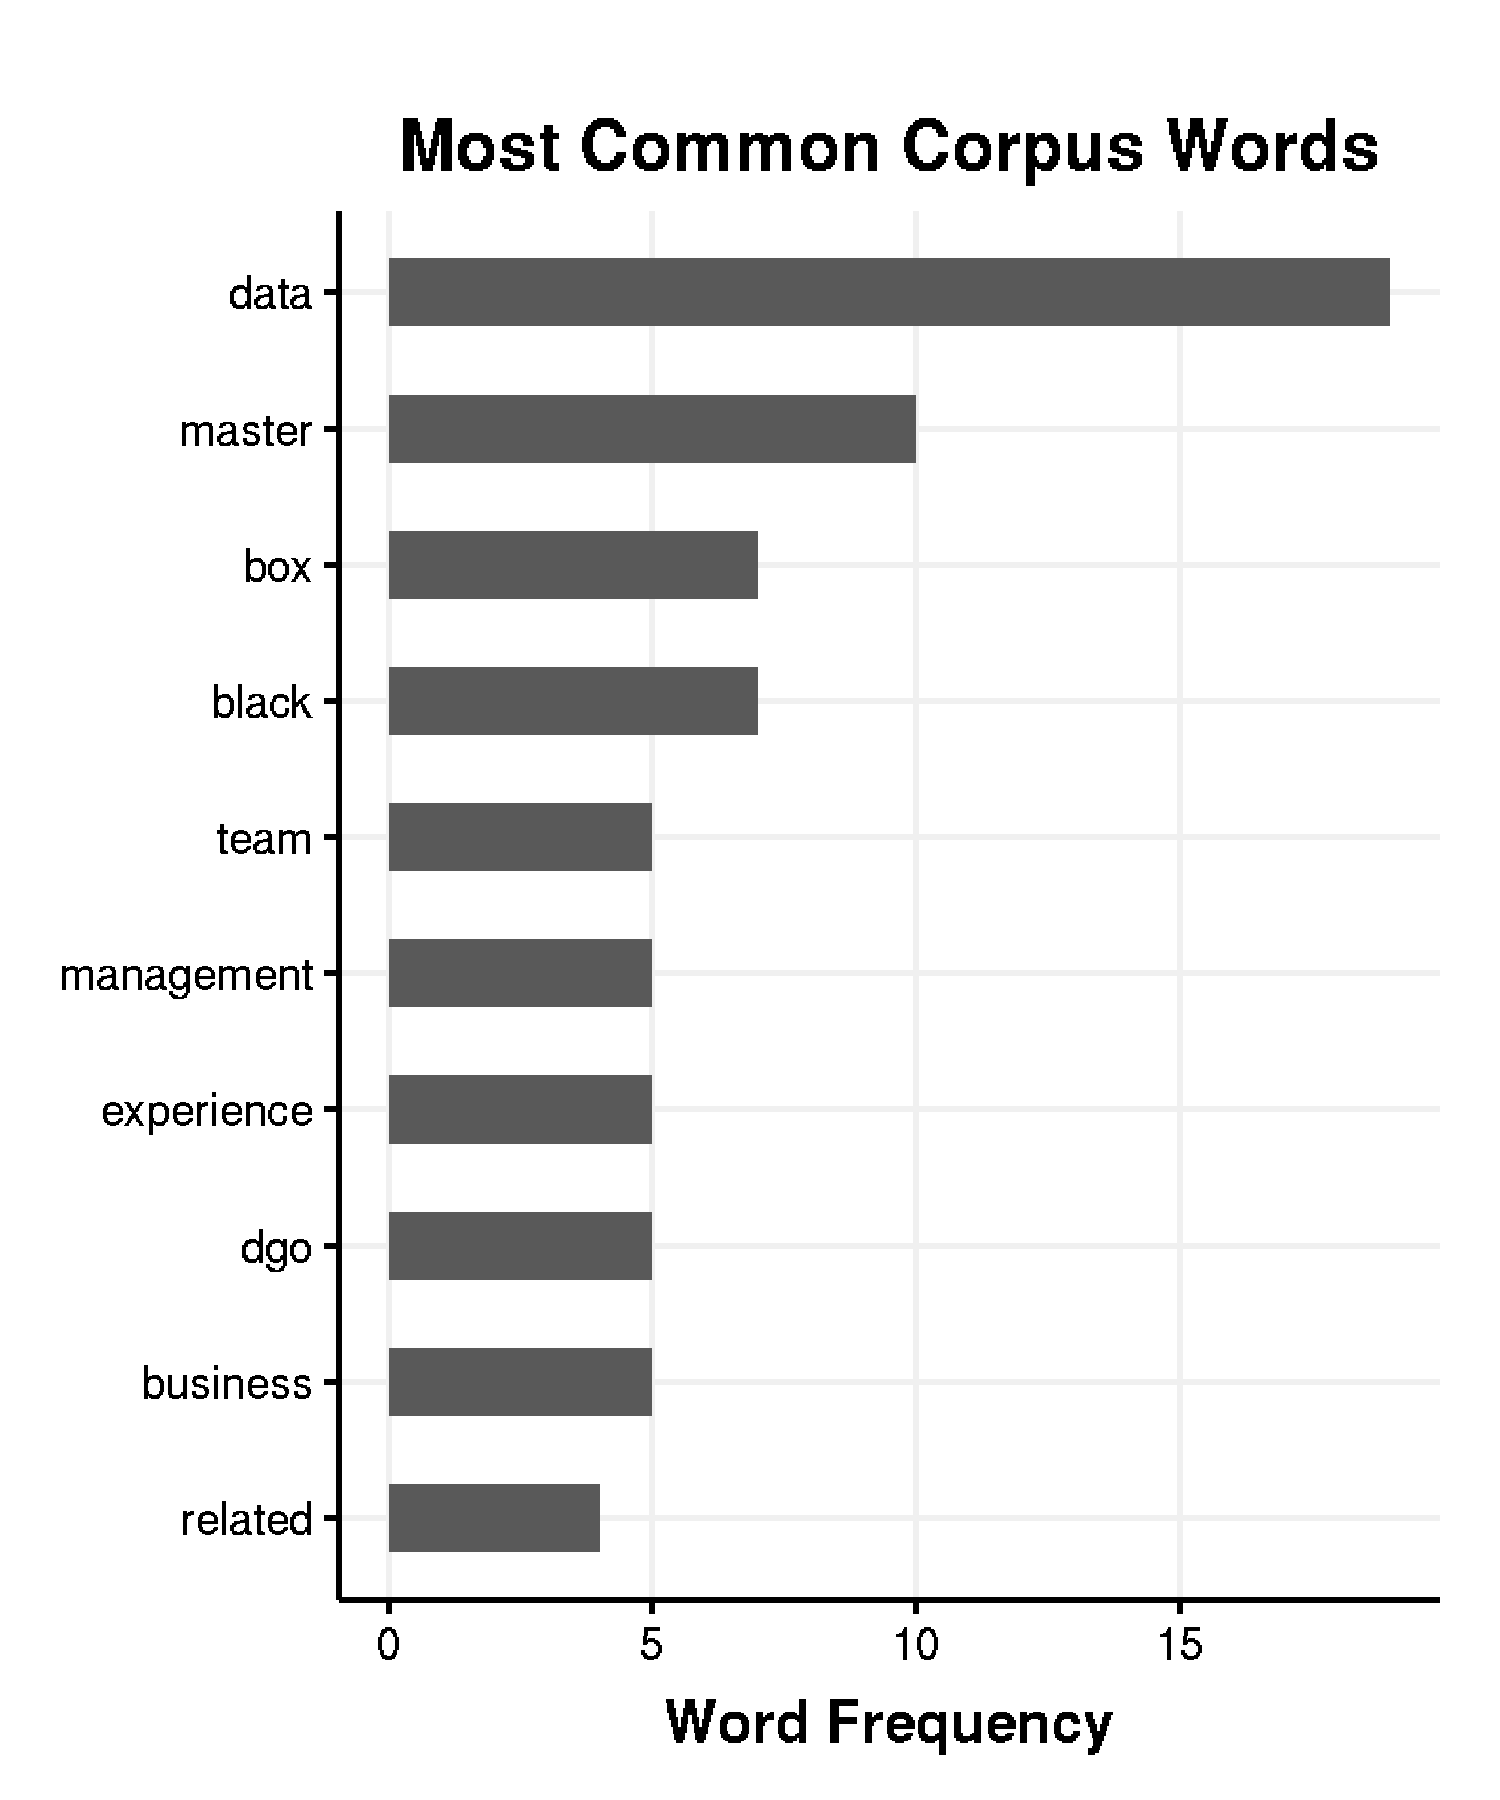 Most Common Corpus Words
data
master
box
black
team
management
experience
dgo
business
related
0 5 10 15
Word Frequency